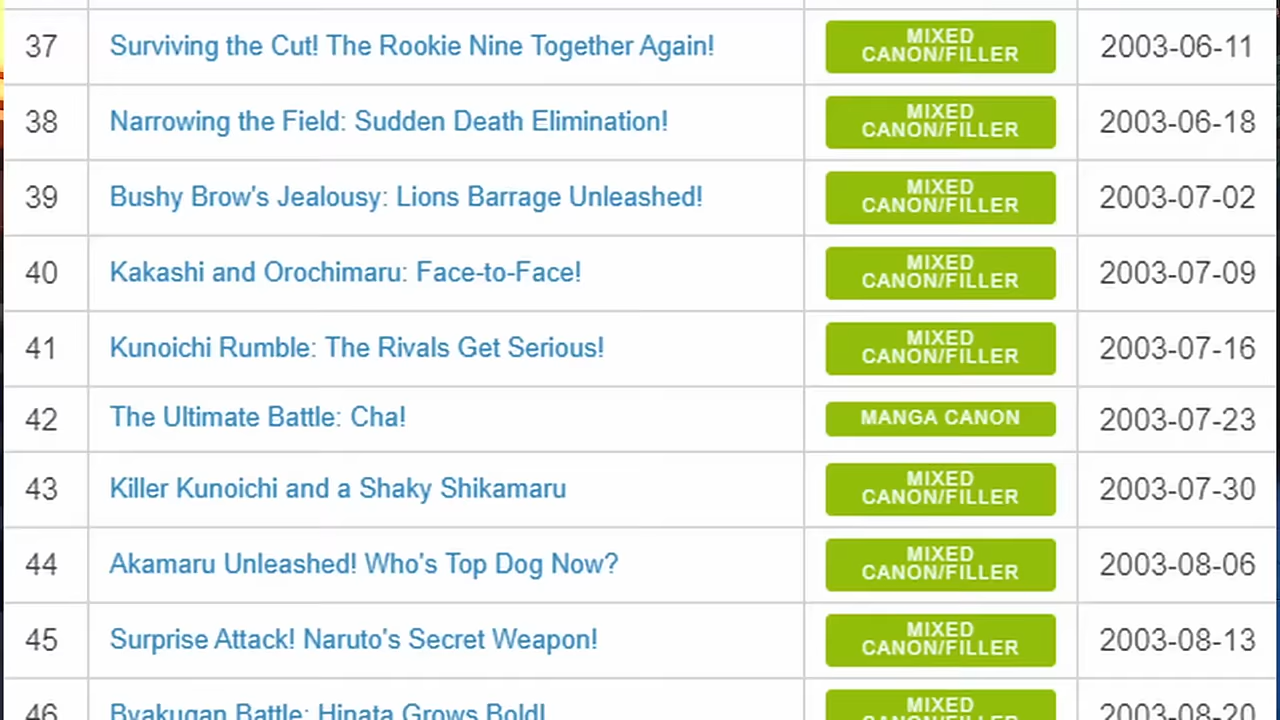 37 Surviving the Cut! The Rookie Nine Together Again! MIXED CANON/FILLER 2003-06-11
38 Narrowing the Field: Sudden Death Elimination! MIXED CANON/FILLER 2003-06-18
39 Bushy Brow's Jealousy: Lions Barrage Unleashed! MIXED CANON/FILLER 2003-07-02
40 Kakashi and Orochimaru: Face-to-Face! MIXED CANON/FILLER 2003-07-09
41 Kunoichi Rumble: The Rivals Get Serious! MIXED CANON/FILLER 2003-07-16
42 The Ultimate Battle: Cha! MANGA CANON 2003-07-23
43 Killer Kunoichi and a Shaky Shikamaru MIXED CANON/FILLER 2003-07-30
44 Akamaru Unleashed! Who's Top Dog Now? MIXED CANON/FILLER 2003-08-06
45 Surprise Attack! Naruto's Secret Weapon! MIXED CANON/FILLER 2003-08-13
46 Byakugan Battle: Hinata Grows Bold! MIXED CANON/FILLER 2003-08-20